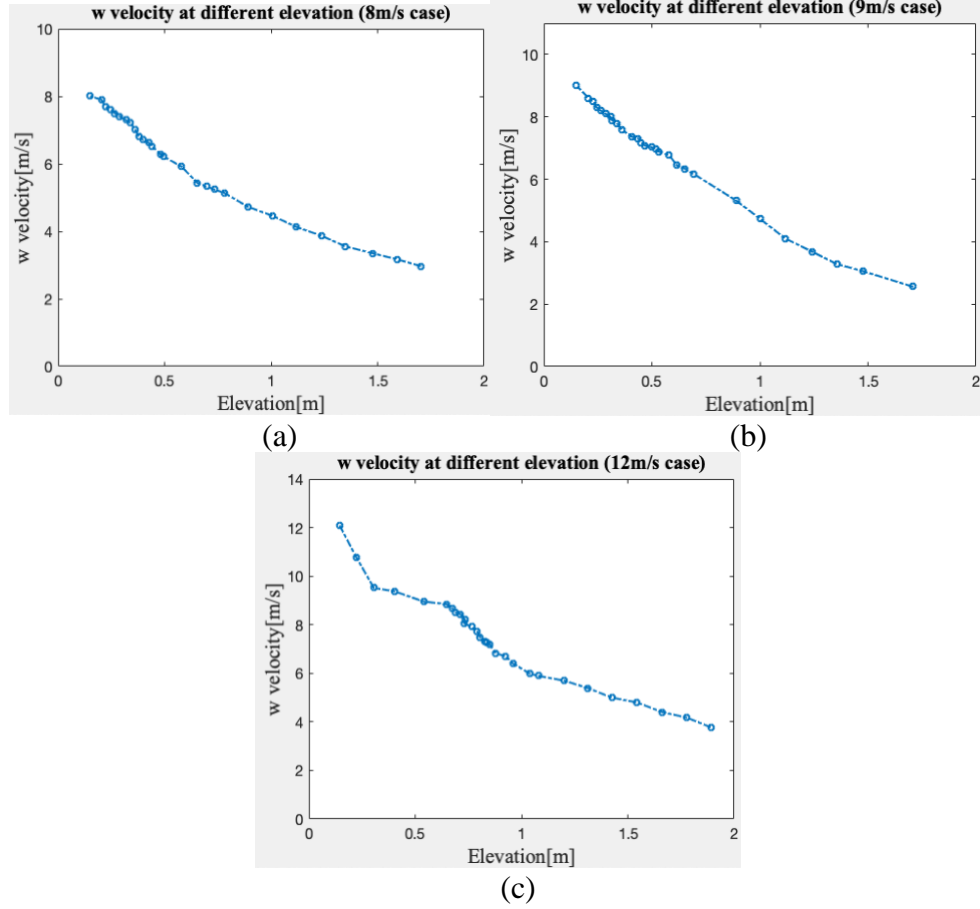 w velocity at different elevation (8m/s case)
10
8
6
4
2
0
w velocity[m/s]
0 0.5 1 1.5 2
Elevation[m]
(a)
w velocity at different elevation (9m/s case)
10
8
6
4
2
0
w velocity[m/s]
0 0.5 1 1.5 2
Elevation[m]
(b)
w velocity at different elevation (12m/s case)
14
12
10
8
6
4
2
0
w velocity[m/s]
0 0.5 1 1.5 2
Elevation[m]
(c)